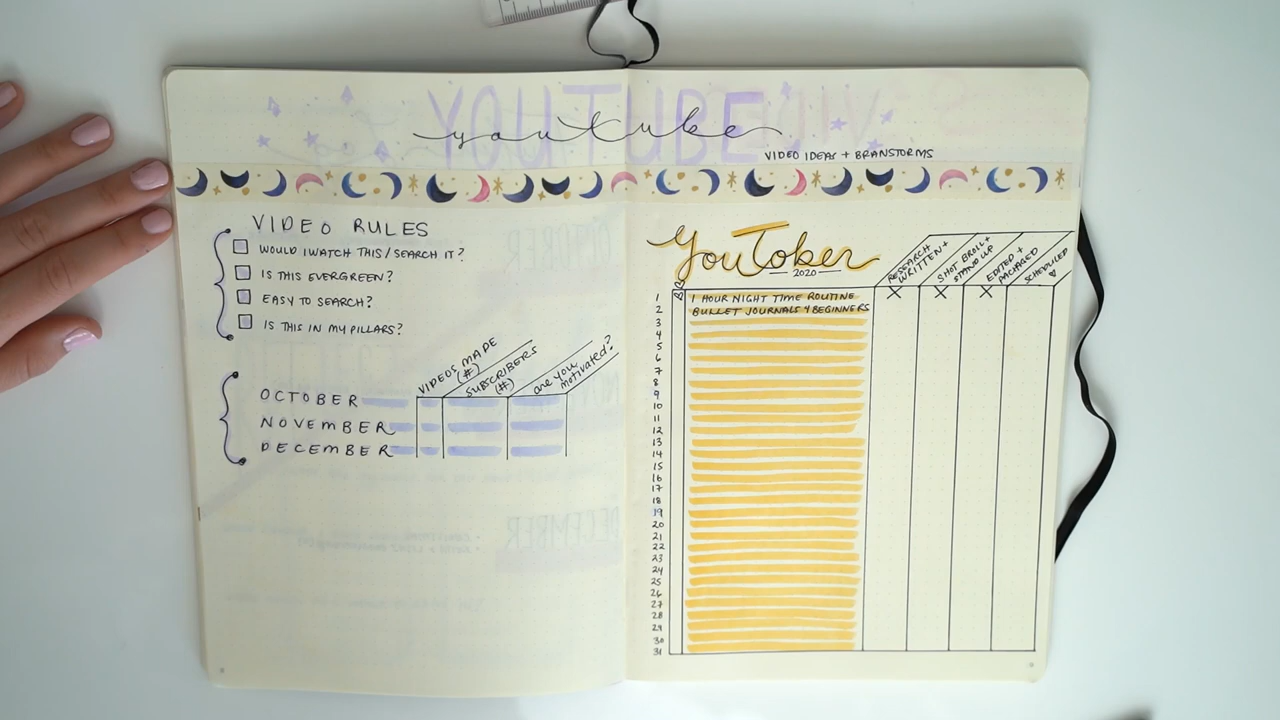 YOUTUBE
youtube
VIDEO IDEAS + BRANSTORMS
VIDEO RULES
WOULD I WATCH THIS / SEARCH IT?
IS THIS EVERGREEN?
EASY TO SEARCH?
IS THIS IN MY PILLARS?
VIDEOS MADE
(#)
SUBSCRIBERS
(#)
are you
motivated?
OCTOBER
NOVEMBER
DECEMBER
YouTober
2020
RESEARCH
WRITTEN +
SHOT BROLL +
STAND UP
EDITED +
PACKAGED
SCHEDULED
1 1 HOUR NIGHT TIME ROUTINE X X X
2 BULLET JOURNALS 4 BEGINNERS
3
4
5
6
7
8
9
10
11
12
13
14
15
16
17
18
19
20
21
22
23
24
25
26
27
28
29
30
31